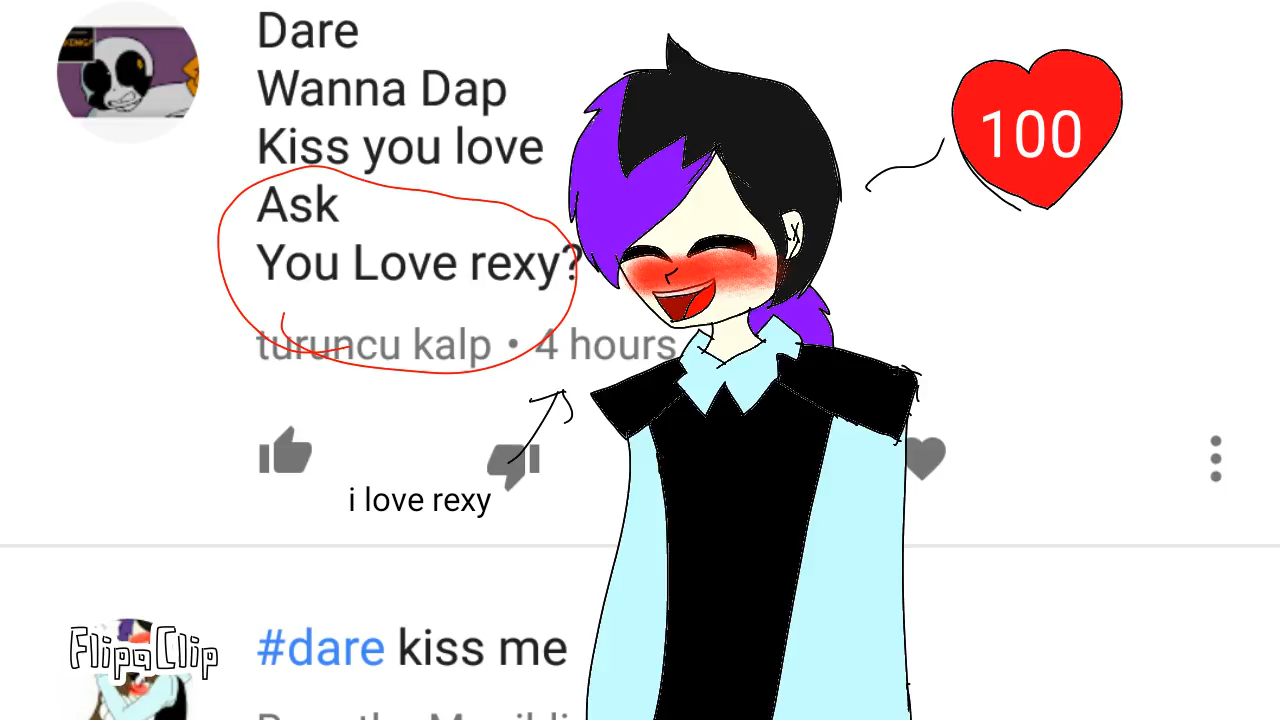 Dare
Wanna Dap
Kiss you love
Ask
You Love rexy?
turuncu kalp • 4 hours
100
i love rexy
FlipaClip
#dare kiss me